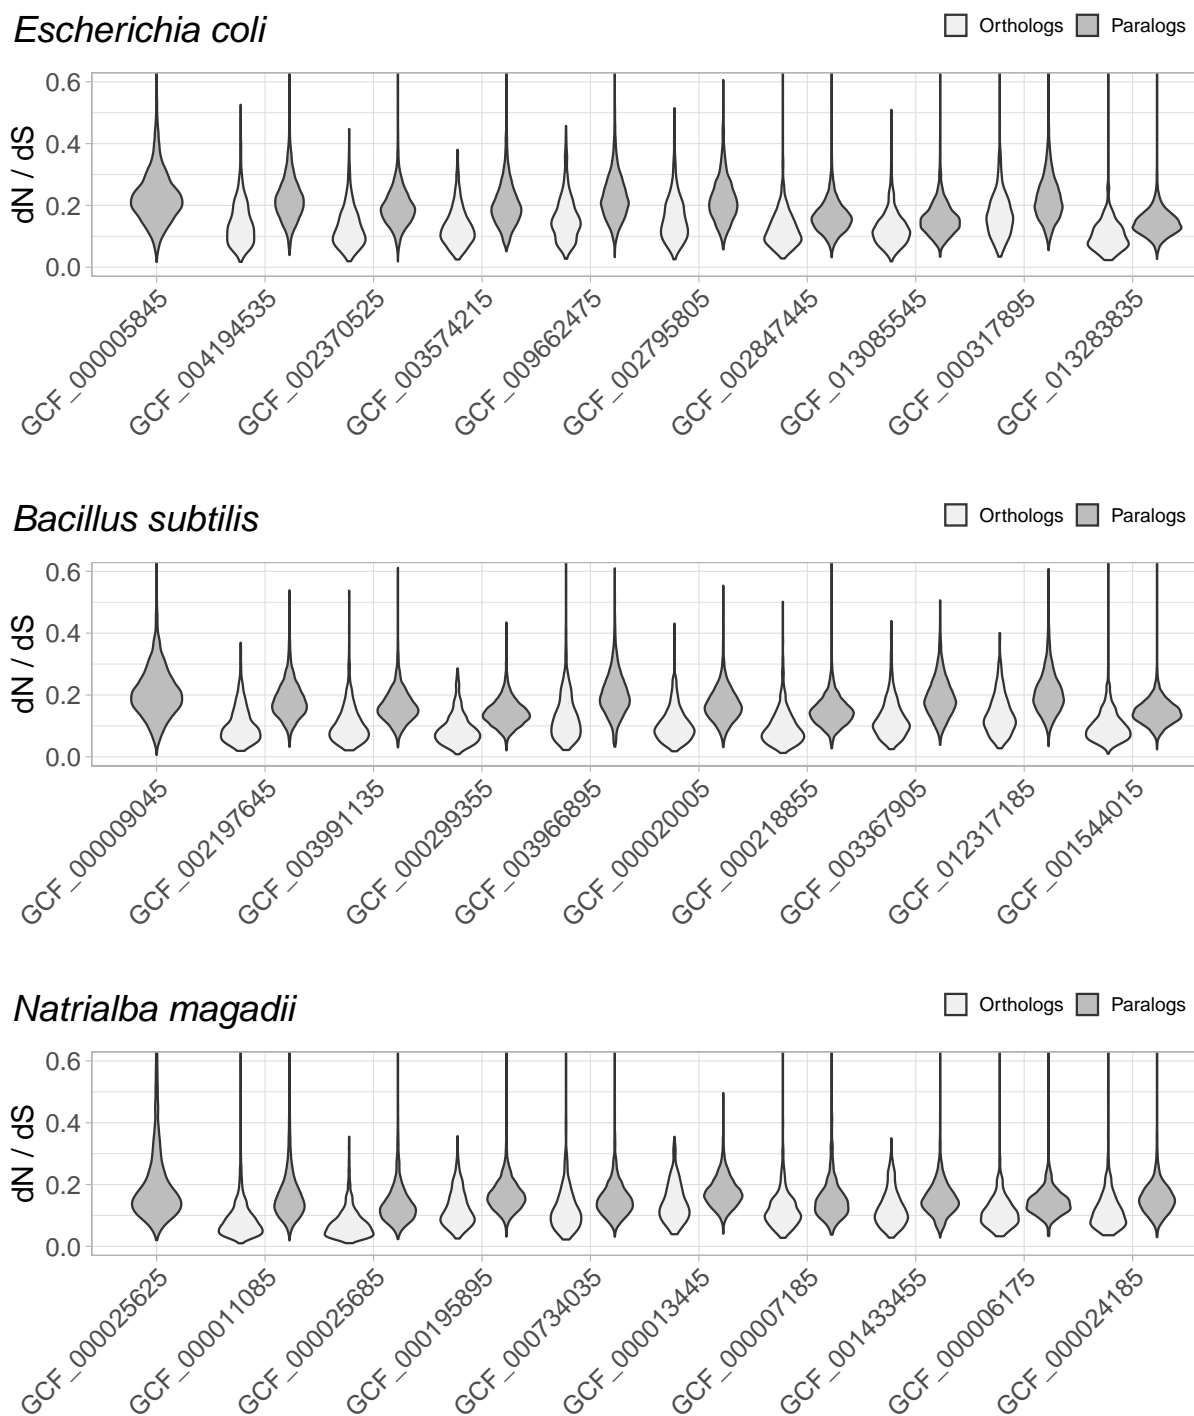 Escherichia coli
Orthologs Paralogs
dN / dS
0.6
0.4
0.2
0.0
GCF_000005845
GCF_004194535
GCF_002370525
GCF_003574215
GCF_009662475
GCF_002795805
GCF_002847445
GCF_013085545
GCF_000317895
GCF_013283835
Bacillus subtilis
Orthologs Paralogs
dN / dS
0.6
0.4
0.2
0.0
GCF_000009045
GCF_002197645
GCF_003991135
GCF_000299355
GCF_003966895
GCF_000020005
GCF_000218855
GCF_003367905
GCF_012317185
GCF_001544015
Natrialba magadii
Orthologs Paralogs
dN / dS
0.6
0.4
0.2
0.0
GCF_000025625
GCF_000011085
GCF_000025685
GCF_000195895
GCF_000734035
GCF_000013445
GCF_000007185
GCF_001433455
GCF_000006175
GCF_000024185